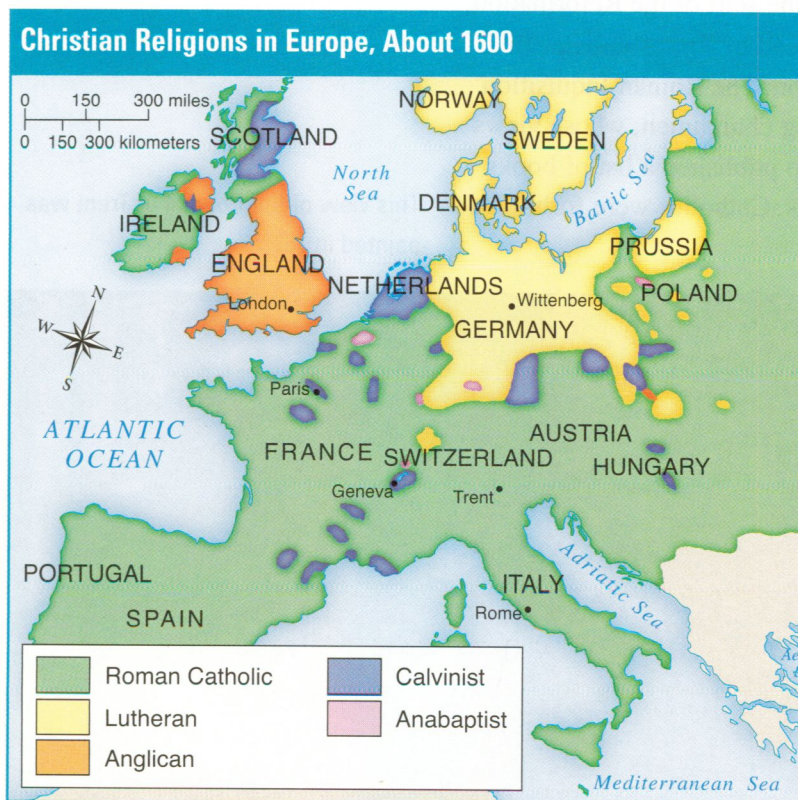 Christian Religions in Europe, About 1600
0 150 300 miles
0 150 300 kilometers
NORWAY
SCOTLAND
SWEDEN
North
Sea
Baltic Sea
DENMARK
IRELAND
PRUSSIA
ENGLAND
NETHERLANDS
POLAND
London
Wittenberg
GERMANY
N
W
E
S
Paris
ATLANTIC
OCEAN
AUSTRIA
FRANCE
SWITZERLAND
HUNGARY
Geneva
Trent
Adriatic Sea
PORTUGAL
ITALY
SPAIN
Rome
Roman Catholic
Calvinist
Lutheran
Anabaptist
Anglican
Mediterranean Sea